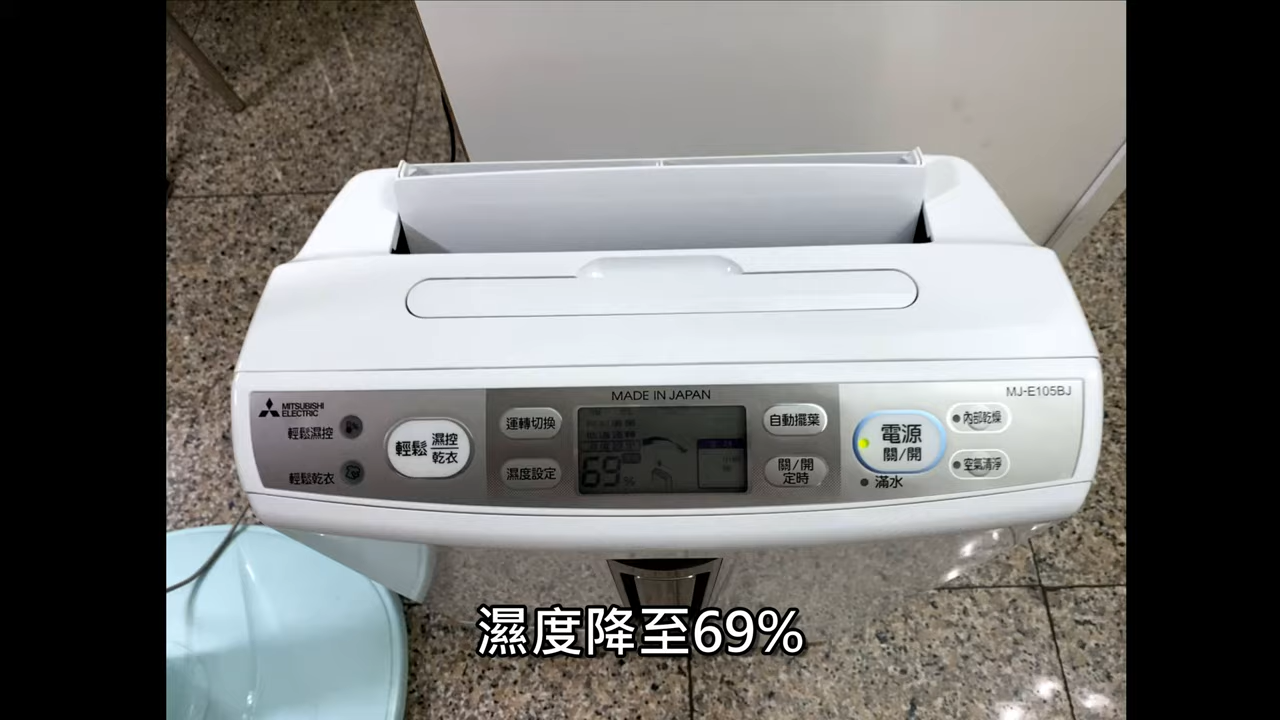 MADE IN JAPAN
MJ-E105BJ
MITSUBISHI
ELECTRIC
輕鬆濕控
輕鬆乾衣
輕鬆 濕控 乾衣
運轉切換
濕度設定
69%
自動擺葉
關/開
定時
電源
關/開
滿水
內部乾燥
空氣清淨
濕度降至69%